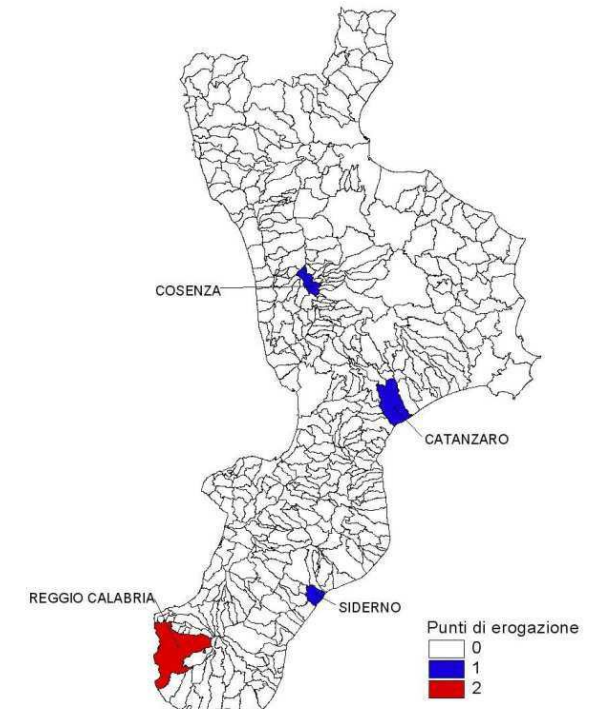 COSENZA
CATANZARO
REGGIO CALABRIA
SIDERNO
Punti di erogazione
0
1
2